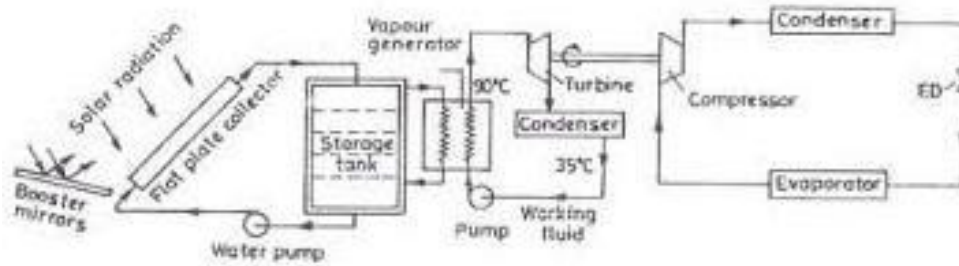 Solar radiation
Booster
mirrors
Flat plate collector
Water pump
Storage
tank
Vapour
generator
90°C
Pump
Turbine
Condenser
35°C
Working
fluid
Compressor
Condenser
ED
Evaporator